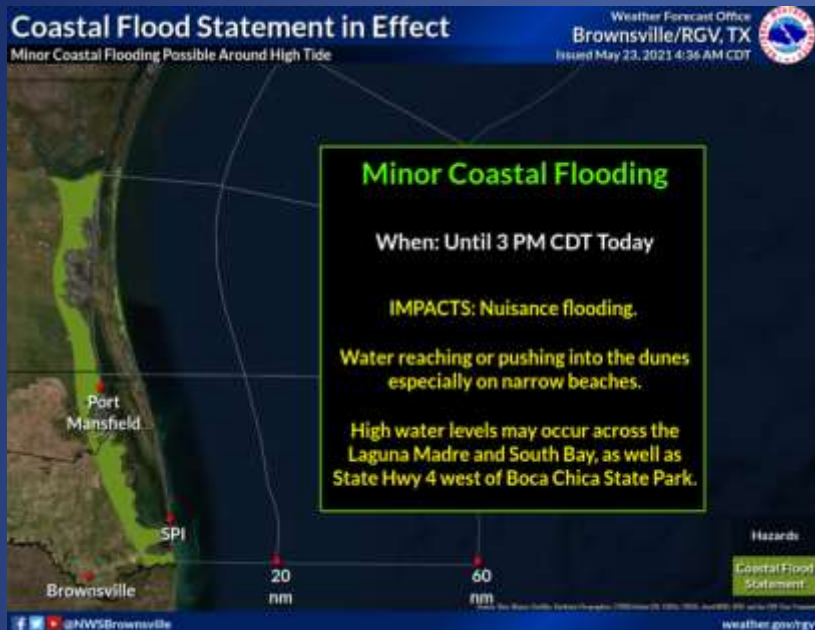 Coastal Flood Statement in Effect
Minor Coastal Flooding Possible Around High Tide
Weather Forecast Office
Brownsville/RGV, TX
Issued May 23, 2021 4:36 AM CDT
Minor Coastal Flooding
When: Until 3 PM CDT Today
IMPACTS: Nuisance flooding.
Water reaching or pushing into the dunes
especially on narrow beaches.
High water levels may occur across the
Laguna Madre and South Bay, as well as
State Hwy 4 west of Boca Chica State Park.
Port
Mansfield
SPI
Brownsville
20
nm
60
nm
Hazards
Coastal Flood
Statement
@NWSBrownsville
weather.gov/rgv